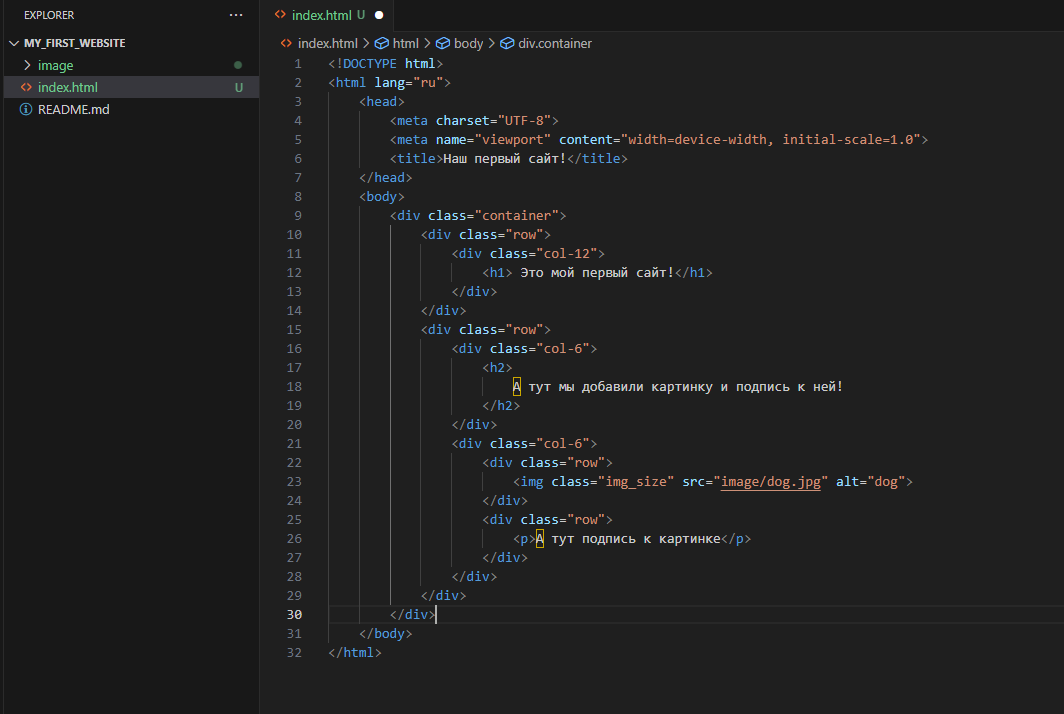 EXPLORER ...
MY_FIRST_WEBSITE
image
index.html U
README.md
index.html U
index.html > html > body > div.container
1 <!DOCTYPE html>
2 <html lang="ru">
3 <head>
4 <meta charset="UTF-8">
5 <meta name="viewport" content="width=device-width, initial-scale=1.0">
6 <title>Наш первый сайт!</title>
7 </head>
8 <body>
9 <div class="container">
10 <div class="row">
11 <div class="col-12">
12 <h1> Это мой первый сайт!</h1>
13 </div>
14 </div>
15 <div class="row">
16 <div class="col-6">
17 <h2>
18 А тут мы добавили картинку и подпись к ней!
19 </h2>
20 </div>
21 <div class="col-6">
22 <div class="row">
23 <img class="img_size" src="image/dog.jpg" alt="dog">
24 </div>
25 <div class="row">
26 <p>А тут подпись к картинке</p>
27 </div>
28 </div>
29 </div>
30 </div>
31 </body>
32 </html>